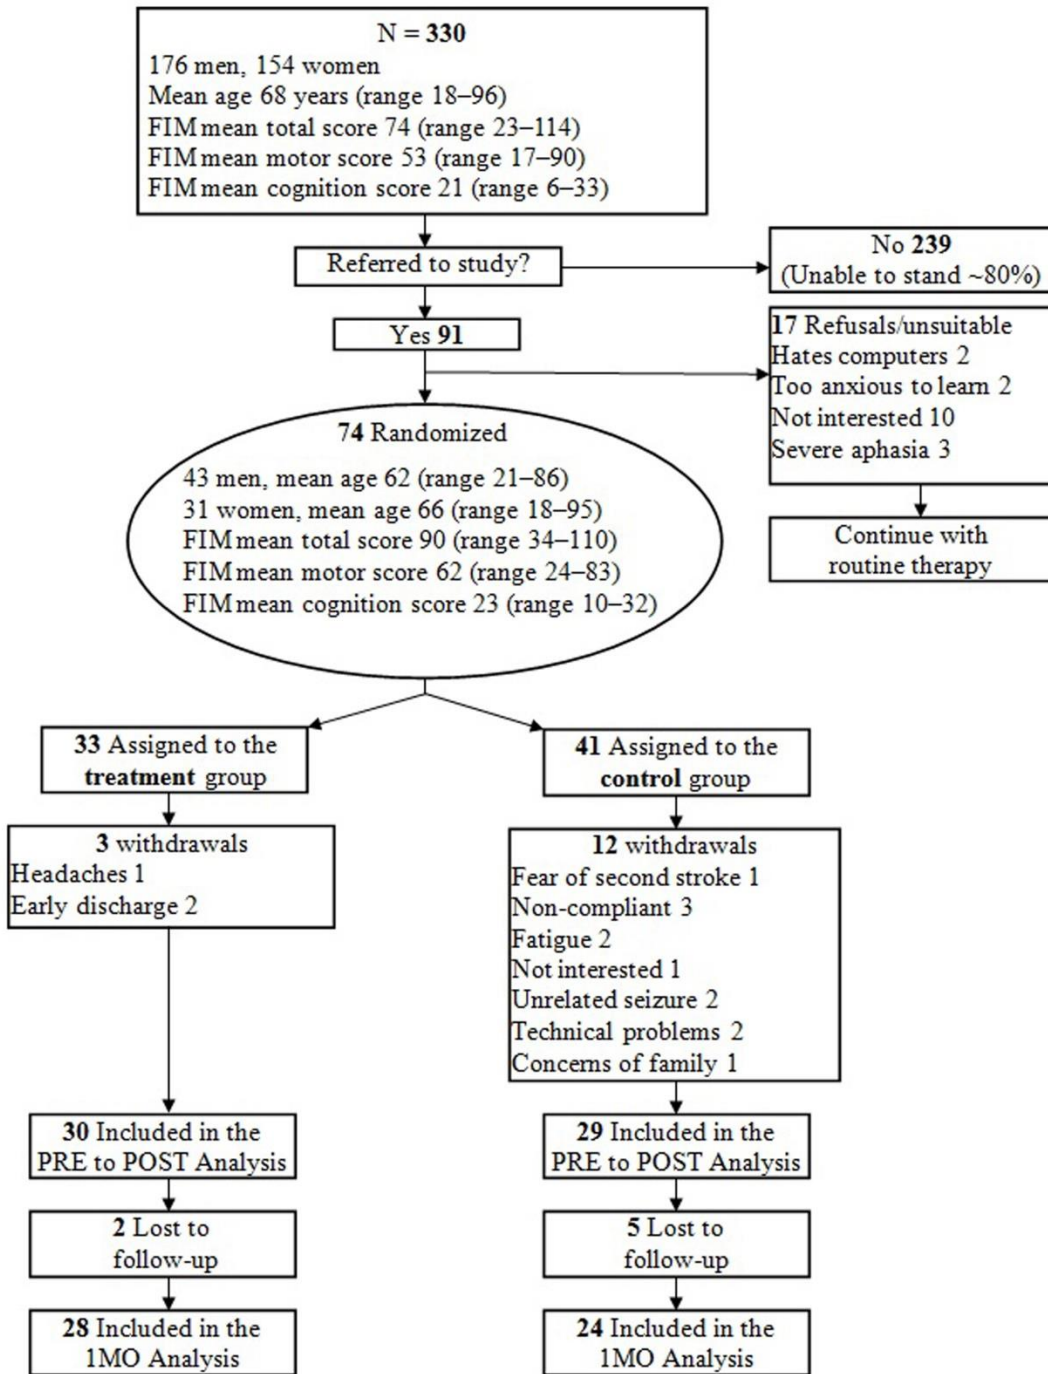 N = 330
176 men, 154 women
Mean age 68 years (range 18–96)
FIM mean total score 74 (range 23–114)
FIM mean motor score 53 (range 17–90)
FIM mean cognition score 21 (range 6–33)
Referred to study?
No 239
(Unable to stand ~80%)
Yes 91
17 Refusals/unsuitable
Hates computers 2
Too anxious to learn 2
Not interested 10
Severe aphasia 3
Continue with
routine therapy
74 Randomized
43 men, mean age 62 (range 21–86)
31 women, mean age 66 (range 18–95)
FIM mean total score 90 (range 34–110)
FIM mean motor score 62 (range 24–83)
FIM mean cognition score 23 (range 10–32)
33 Assigned to the
treatment group
3 withdrawals
Headaches 1
Early discharge 2
30 Included in the
PRE to POST Analysis
2 Lost to
follow-up
28 Included in the
1MO Analysis
41 Assigned to the
control group
12 withdrawals
Fear of second stroke 1
Non-compliant 3
Fatigue 2
Not interested 1
Unrelated seizure 2
Technical problems 2
Concerns of family 1
29 Included in the
PRE to POST Analysis
5 Lost to
follow-up
24 Included in the
1MO Analysis